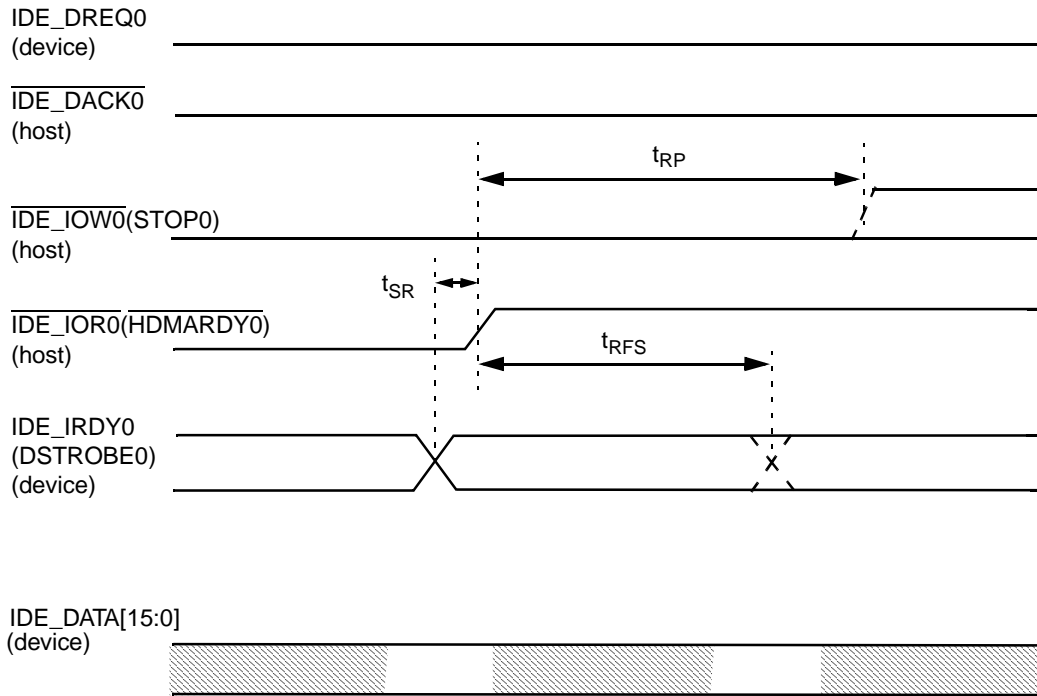 IDE_DREQ0
(device)
IDE_DACK0
(host)
tRP
IDE_IOW0(STOP0)
(host)
tSR
IDE_IOR0(HDMARDY0)
(host)
tRFS
IDE_IRDY0
(DSTROBE0)
(device)
IDE_DATA[15:0]
(device)